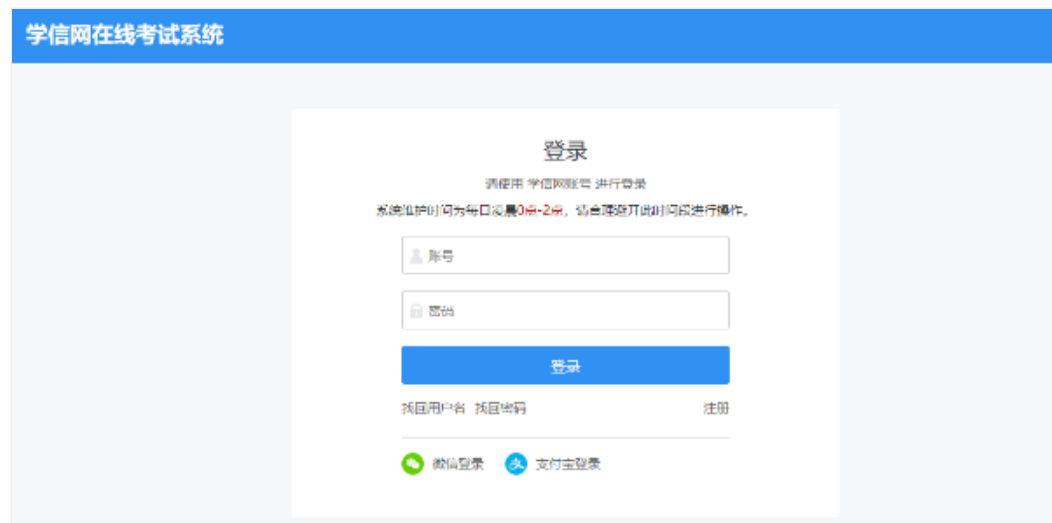 学信网在线考试系统
登录
请使用 学信网账号 进行登录
系统维护时间为每日凌晨0点-2点，请合理避开此时间段进行操作。
账号
密码
登录
找回用户名 找回密码 注册
微信登录 支付宝登录